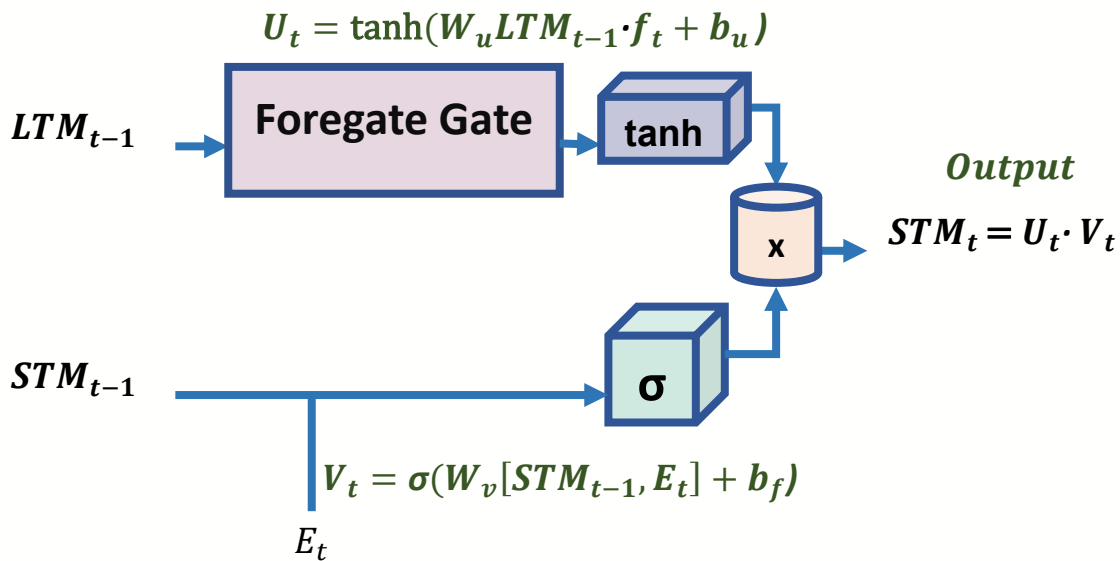 U_t = tanh(W_u LTM_{t−1}·f_t + b_u)
LTM_{t−1}
Foregate Gate
tanh
Output
x
STM_t = U_t · V_t
STM_{t−1}
σ
V_t = σ(W_v[STM_{t−1}, E_t] + b_f)
E_t